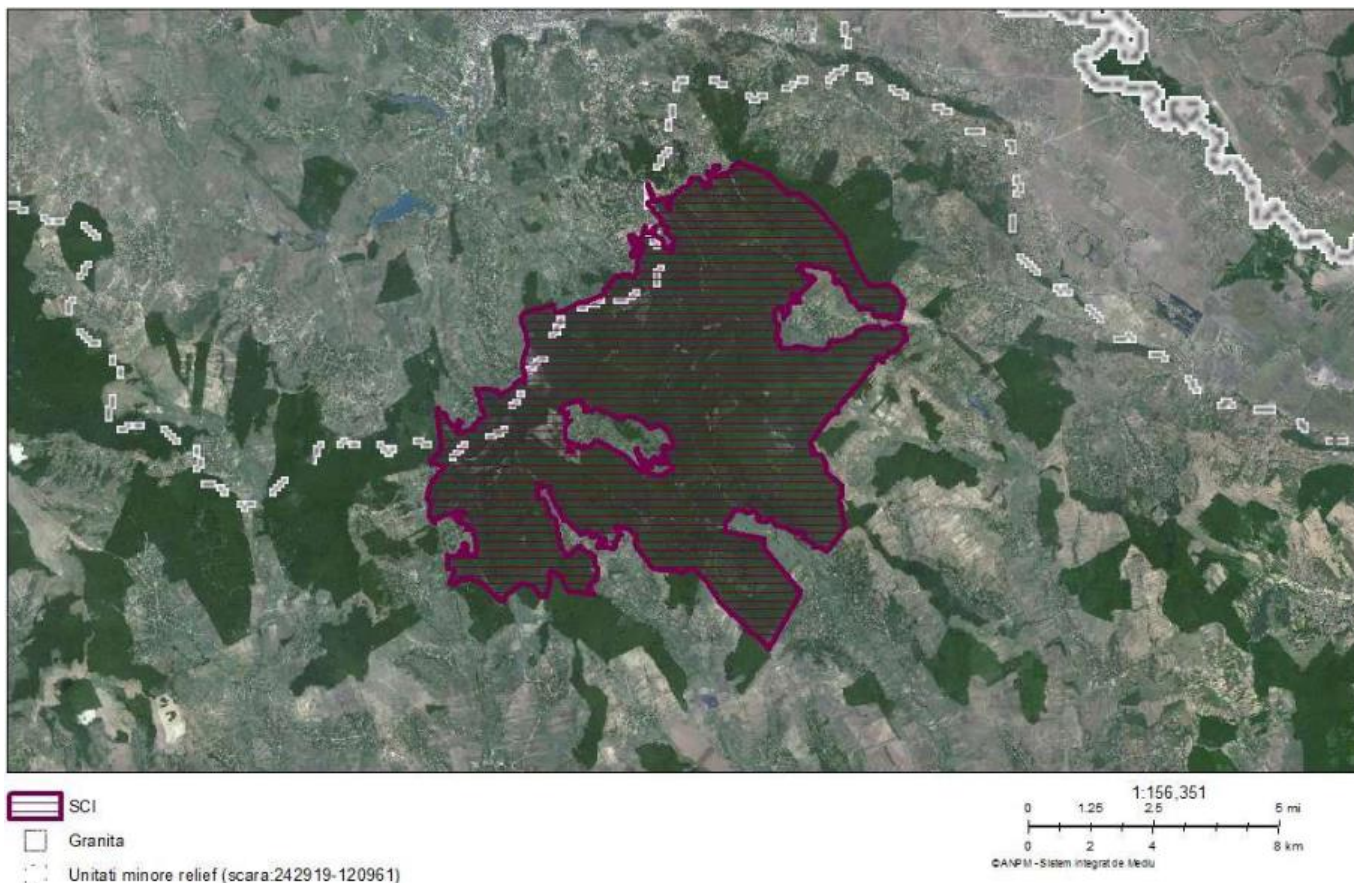 SCI
Granita
Unitati minore relief (scara:242919-120961)
1:156,351
0 1.25 2.5 5 mi
0 2 4 8 km
©ANPM - Sistem Integrat de Mediu